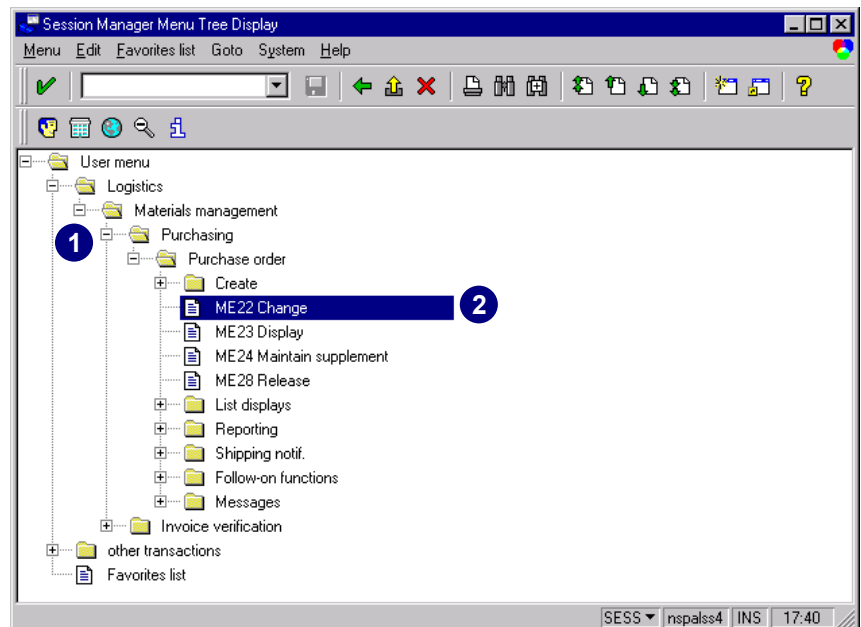 Session Manager Menu Tree Display
Menu Edit Favorites list Goto System Help
User menu
Logistics
Materials management
1 Purchasing
Purchase order
Create
ME22 Change 2
ME23 Display
ME24 Maintain supplement
ME28 Release
List displays
Reporting
Shipping notif.
Follow-on functions
Messages
Invoice verification
other transactions
Favorites list
SESS nspalss4 INS 17:40